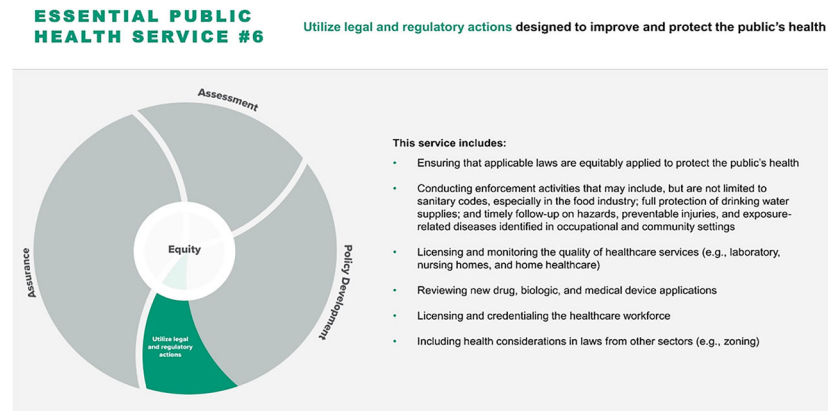 ESSENTIAL PUBLIC
HEALTH SERVICE #6
Utilize legal and regulatory actions designed to improve and protect the public's health
Assessment
Assurance
Equity
Policy Development
Utilize legal
and regulatory
actions
This service includes:
• Ensuring that applicable laws are equitably applied to protect the public's health
• Conducting enforcement activities that may include, but are not limited to
sanitary codes, especially in the food industry; full protection of drinking water
supplies; and timely follow-up on hazards, preventable injuries, and exposure-
related diseases identified in occupational and community settings
• Licensing and monitoring the quality of healthcare services (e.g., laboratory,
nursing homes, and home healthcare)
• Reviewing new drug, biologic, and medical device applications
• Licensing and credentialing the healthcare workforce
• Including health considerations in laws from other sectors (e.g., zoning)